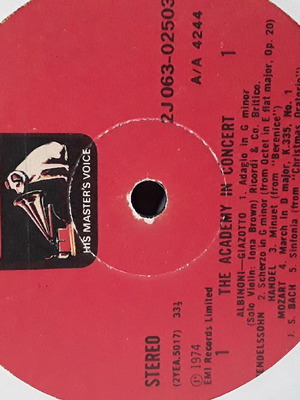 2J 063-02503
A/A 4244
HIS MASTER'S VOICE
1 THE ACADEMY IN CONCERT 1
ALBINONI—GIAZOTTO 1. Adagio in G minor
(Solo Violin: Iona Brown) Ricordi & Co. Britico.
ENDELSSOHN 2. Scherzo in G minor (from Octet in E flat major, Op. 20)
HANDEL 3. Minuet (from "Berenice")
MOZART 4. March in D major, K.335, No. 1
J. S. BACH 5. Sinfonia (from "Christmas Oratorio")
STEREO
(2YEA.5017) 33⅓
℗ 1974
EMI Records Limited